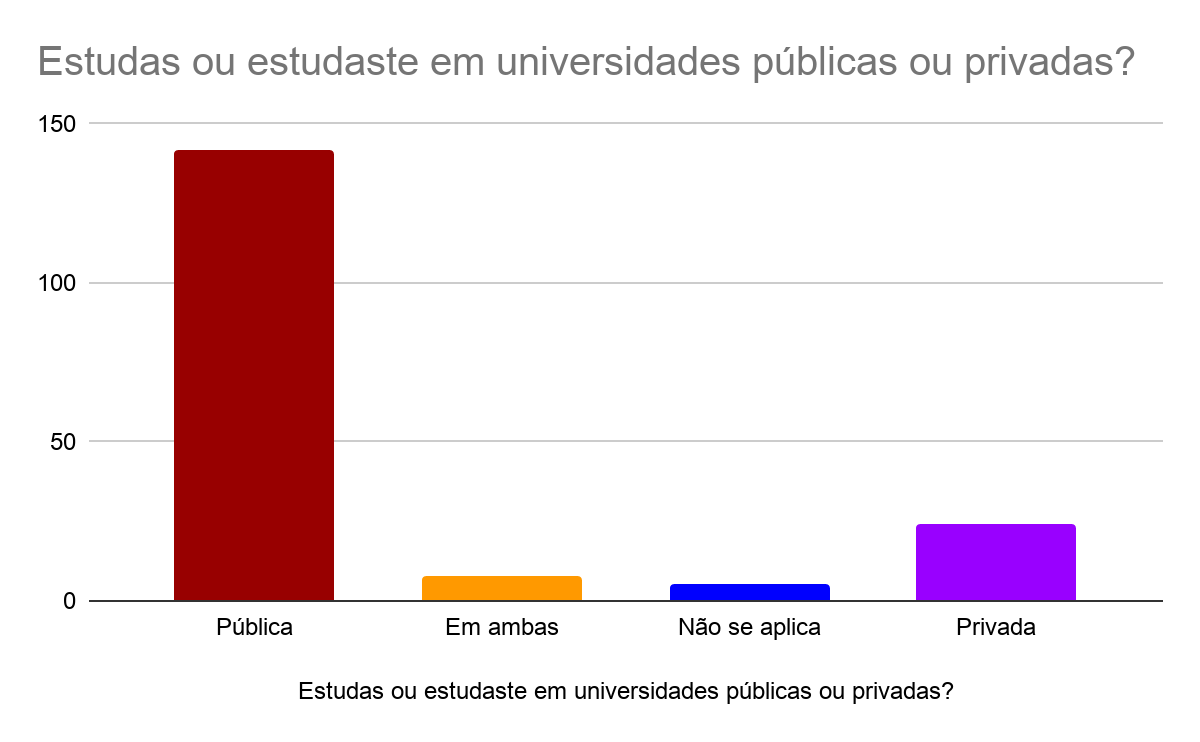 Estudas ou estudaste em universidades públicas ou privadas?
150
100
50
0
Pública Em ambas Não se aplica Privada
Estudas ou estudaste em universidades públicas ou privadas?